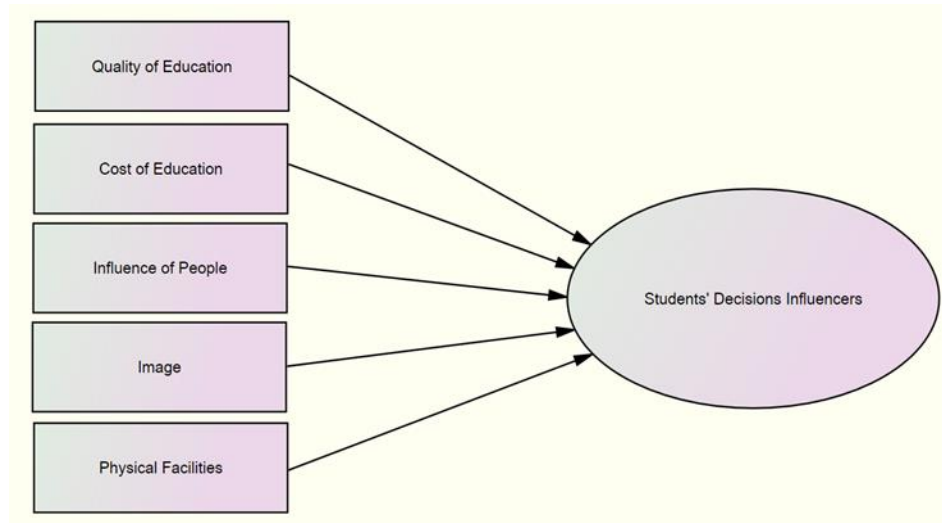 Quality of Education
Cost of Education
Influence of People
Students' Decisions Influencers
Image
Physical Facilities